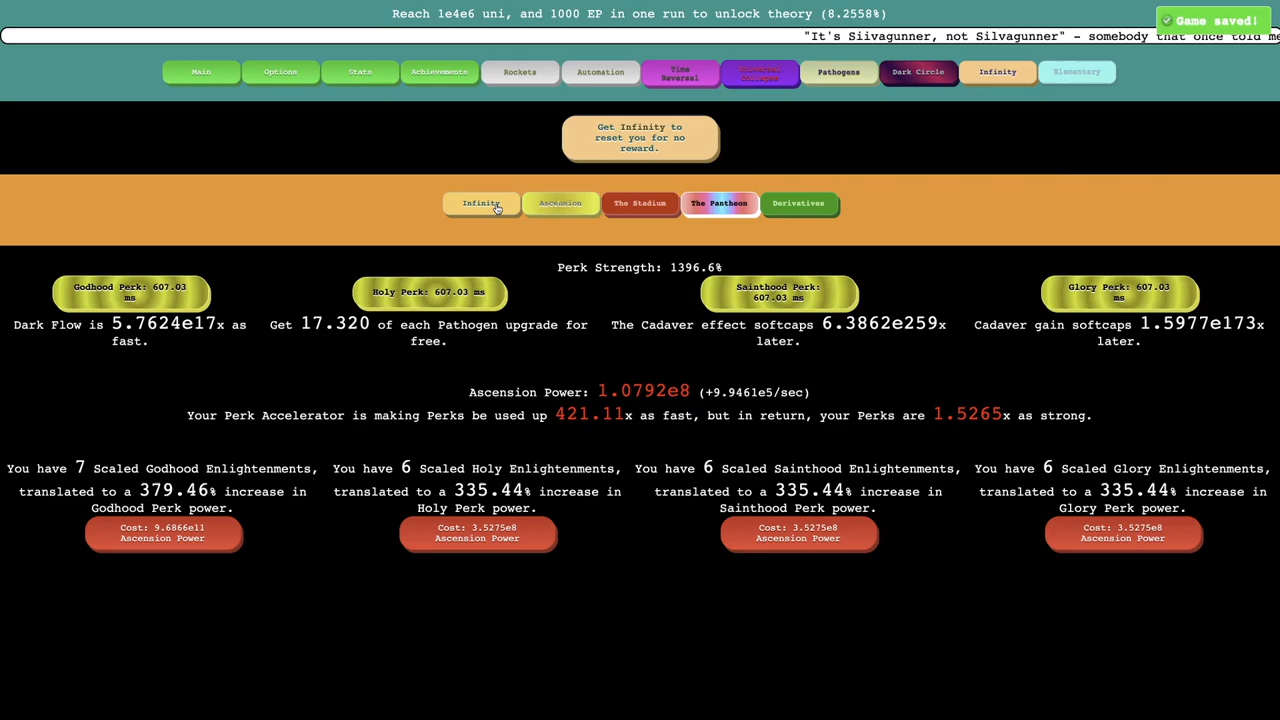 Reach 1e4e6 uni, and 1000 EP in one run to unlock theory (8.2558%)
Game saved!
"It's Siivagunner, not Silvagunner" - somebody that once told me
Main
Options
Stats
Achievements
Rockets
Automation
Time
Reversal
Universal
Collapse
Pathogens
Dark Circle
Infinity
Elementary
Get Infinity to
reset you for no
reward.
Infinity
Ascension
The Stadium
The Pantheon
Derivatives
Perk Strength: 1396.6%
Godhood Perk: 607.03
ms
Holy Perk: 607.03 ms
Sainthood Perk:
607.03 ms
Glory Perk: 607.03
ms
Dark Flow is 5.7624e17x as
fast.
Get 17.320 of each Pathogen upgrade for
free.
The Cadaver effect softcaps 6.3862e259x
later.
Cadaver gain softcaps 1.5977e173x
later.
Ascension Power: 1.0792e8 (+9.9461e5/sec)
Your Perk Accelerator is making Perks be used up 421.11x as fast, but in return, your Perks are 1.5265x as strong.
You have 7 Scaled Godhood Enlightenments,
translated to a 379.46% increase in
Godhood Perk power.
Cost: 9.6866e11
Ascension Power
You have 6 Scaled Holy Enlightenments,
translated to a 335.44% increase in
Holy Perk power.
Cost: 3.5275e8
Ascension Power
You have 6 Scaled Sainthood Enlightenments,
translated to a 335.44% increase in
Sainthood Perk power.
Cost: 3.5275e8
Ascension Power
You have 6 Scaled Glory Enlightenments,
translated to a 335.44% increase in
Glory Perk power.
Cost: 3.5275e8
Ascension Power